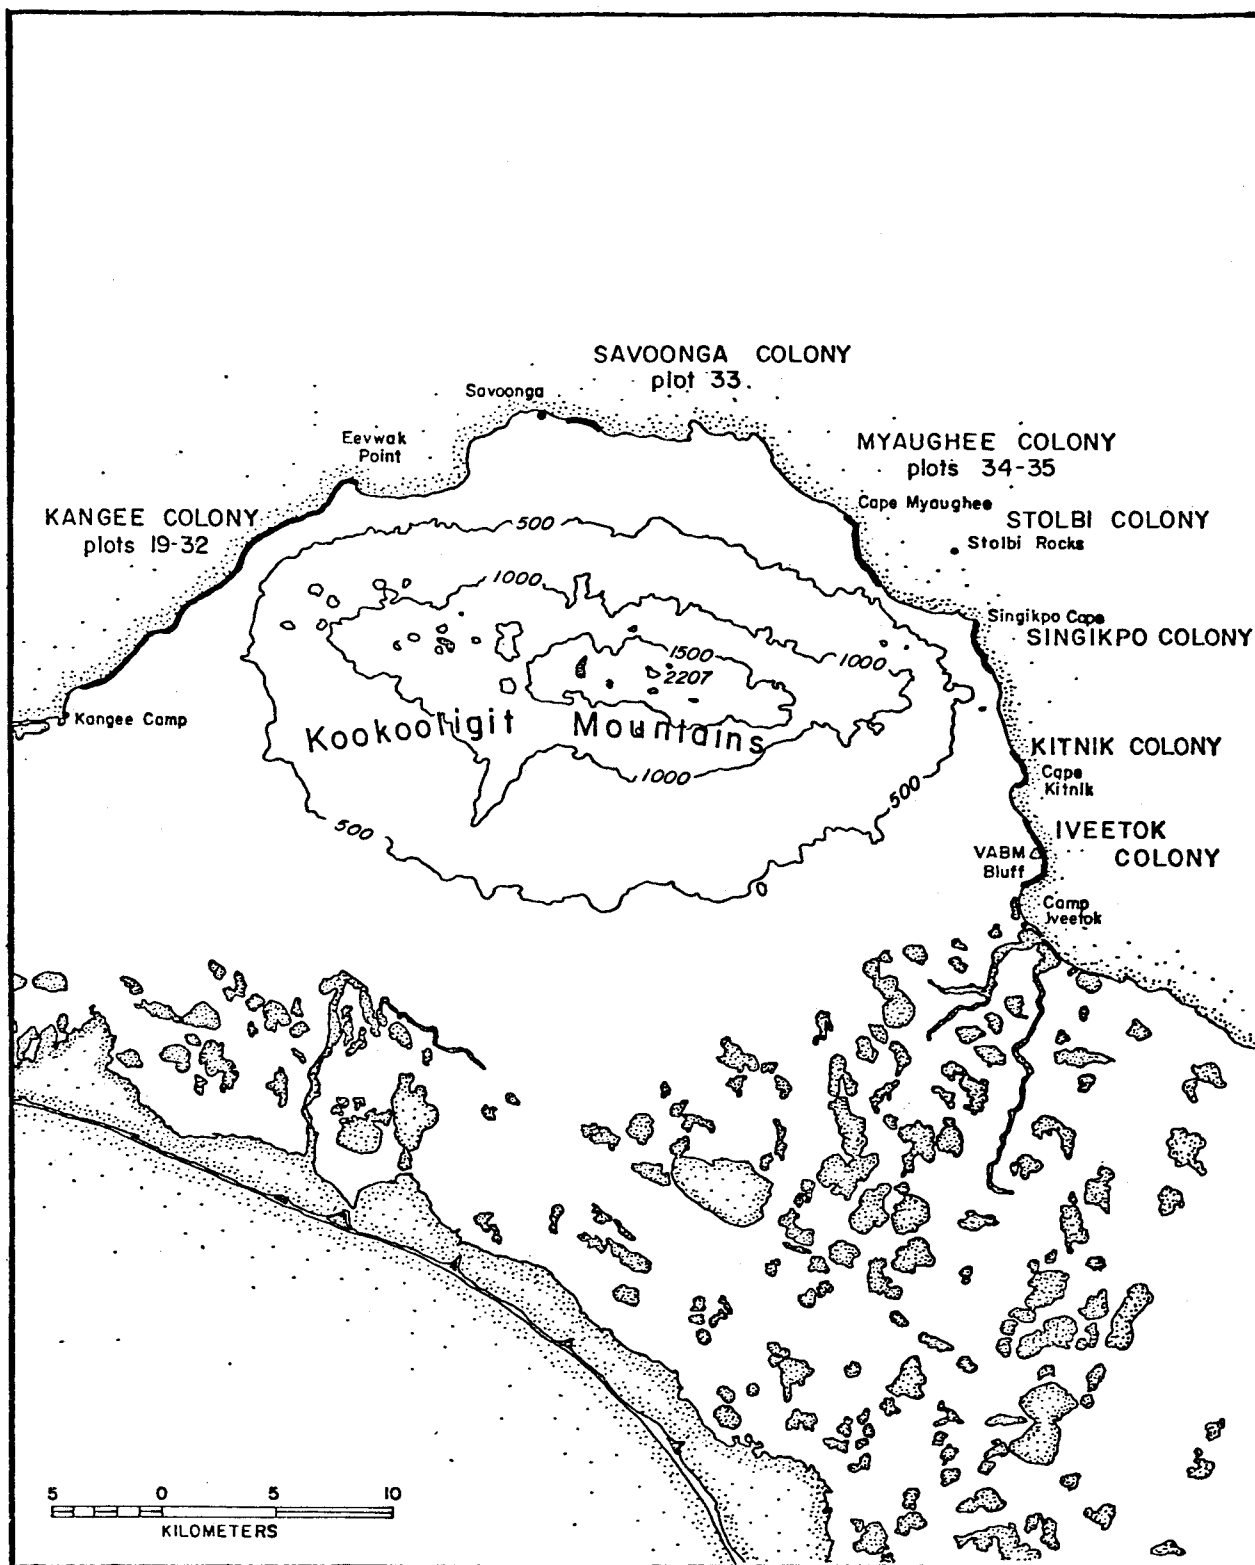 SAVOONGA COLONY
plot 33.
Savoonga
Eevwak
Point
MYAUGHEE COLONY
plots 34-35
Cape Myaughee
KANGEE COLONY
plots 19-32
STOLBI COLONY
Stolbi Rocks
500
1000
Singikpo Cape
SINGIKPO COLONY
1500
1000
2207
Kangee Camp
Kookooligit Mountains
KITNIK COLONY
Cape
Kitnik
1000
500
500
IVEETOK
COLONY
VABM
Bluff
Camp
Iveetok
5 0 5 10
KILOMETERS